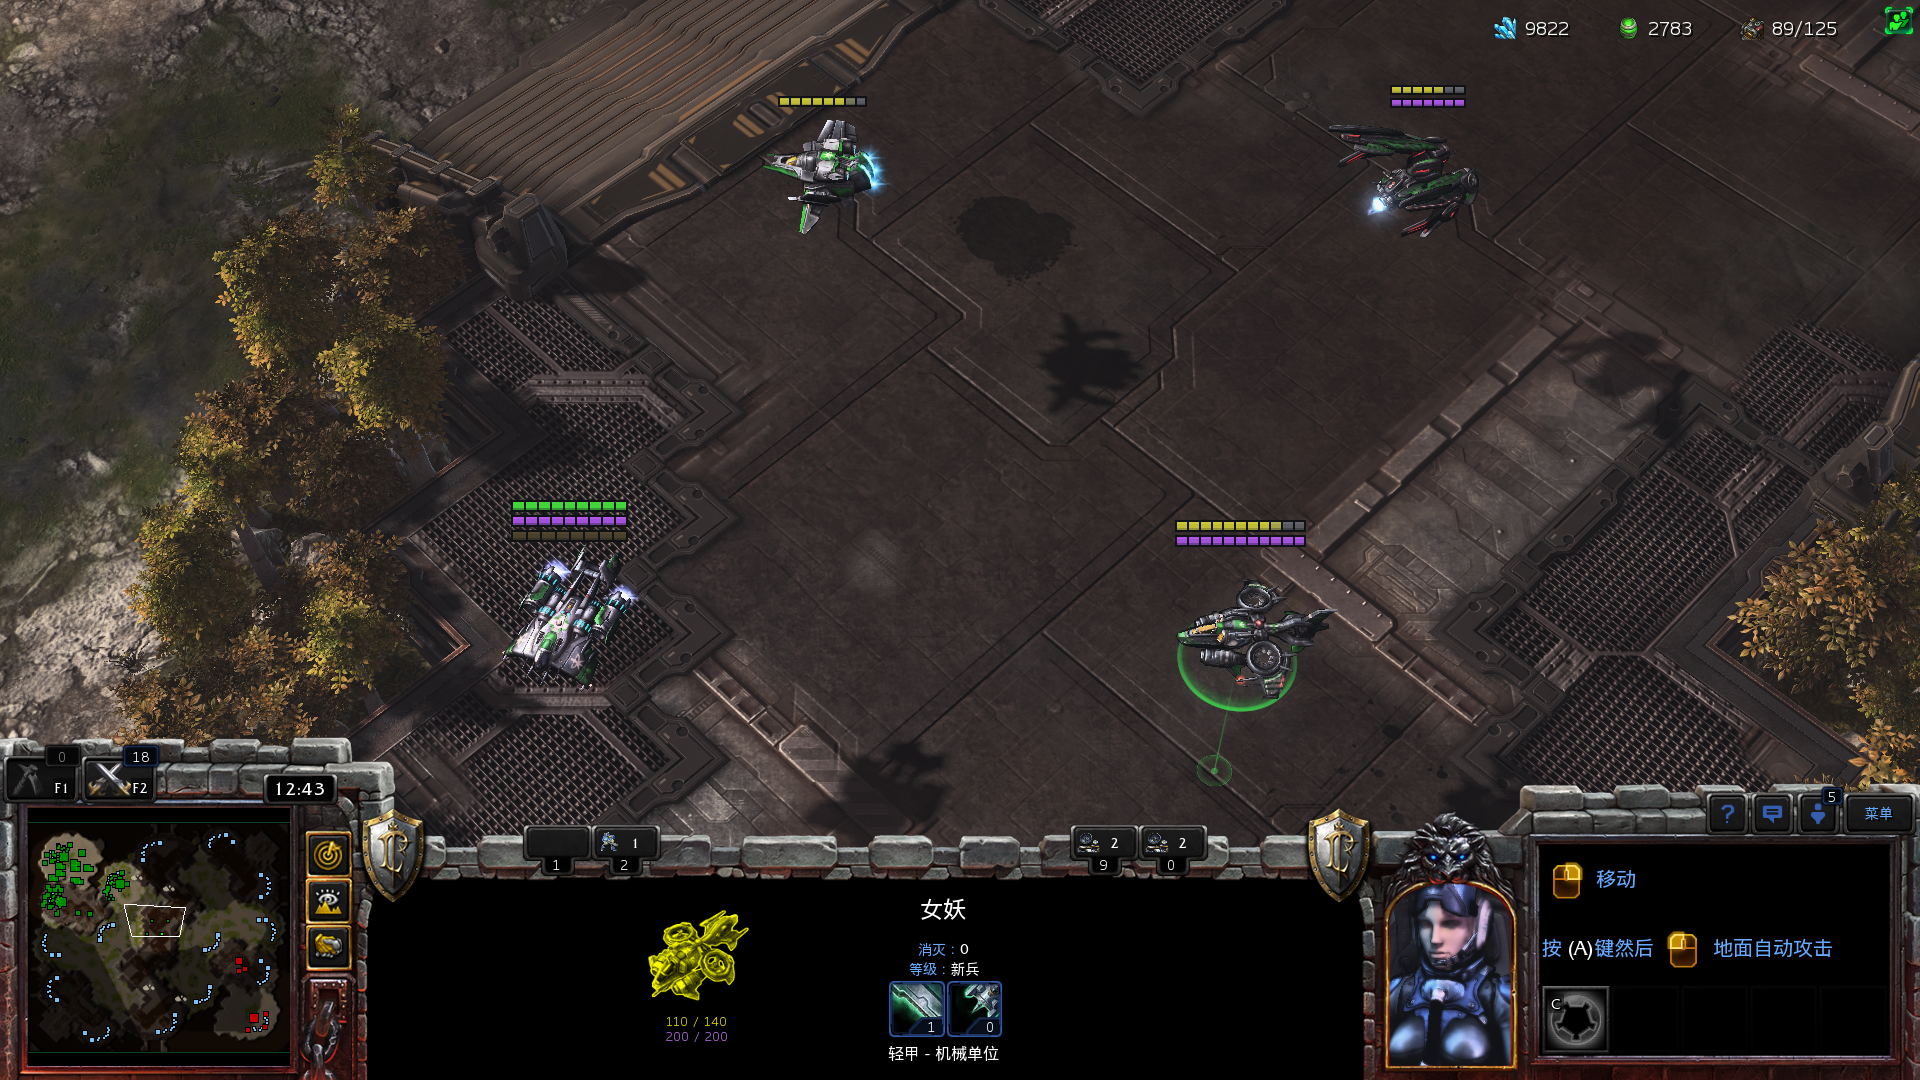 9822 2783 89/125
0 18
F1 F2
12:43
1 2 2
1 2 9 0
5
? 菜单
女妖
消灭 : 0
等级 : 新兵
1 0
轻甲 - 机械单位
110 / 140
200 / 200
移动
按 (A)键然后 地面自动攻击
C